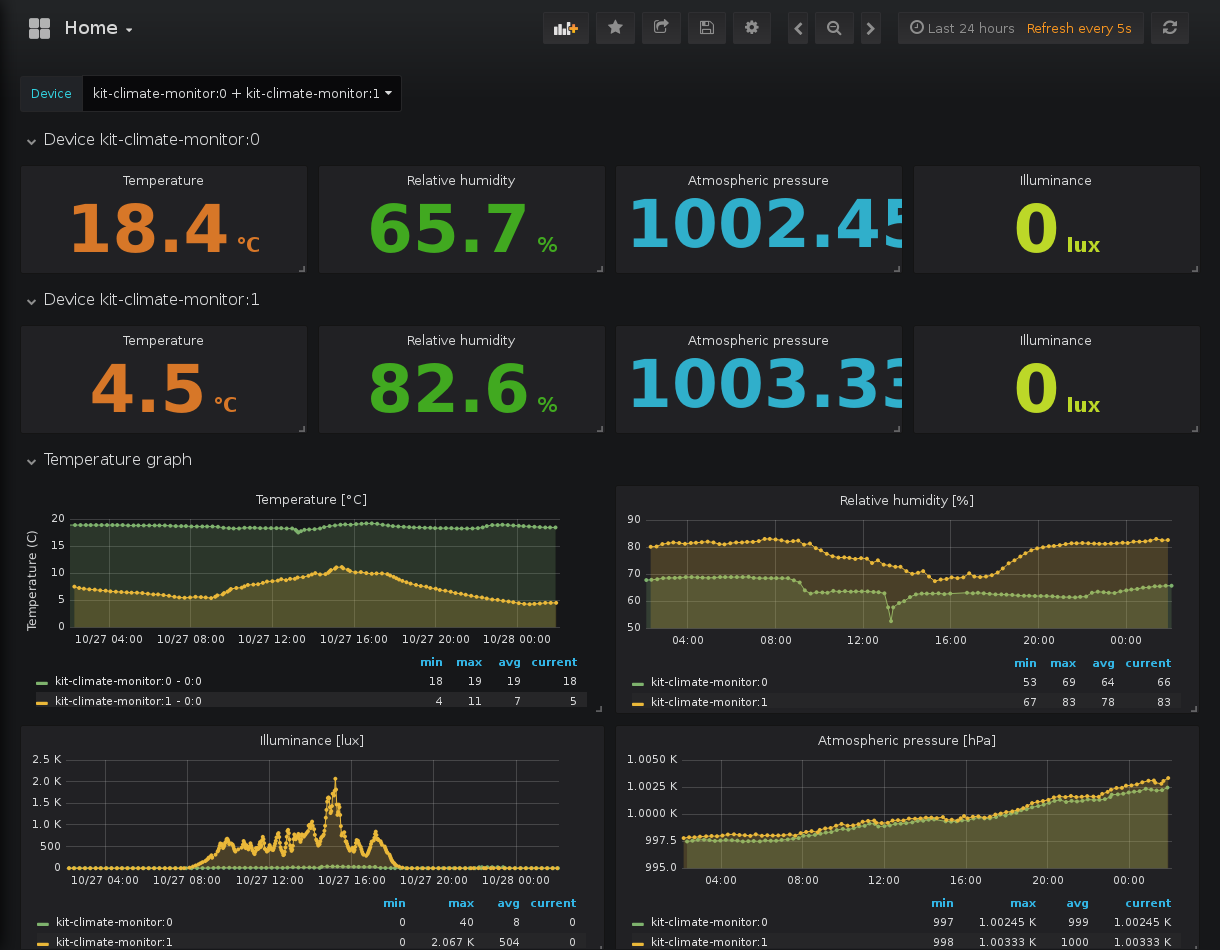 Home
Last 24 hours Refresh every 5s
Device kit-climate-monitor:0 + kit-climate-monitor:1
Device kit-climate-monitor:0
Temperature Relative humidity Atmospheric pressure Illuminance
18.4 °C 65.7 % 1002.45 0 lux
Device kit-climate-monitor:1
Temperature Relative humidity Atmospheric pressure Illuminance
4.5 °C 82.6 % 1003.33 0 lux
Temperature graph
Temperature [°C]
Temperature (C)
20
15
10
5
0
10/27 04:00 10/27 08:00 10/27 12:00 10/27 16:00 10/27 20:00 10/28 00:00
min max avg current
kit-climate-monitor:0 - 0:0 18 19 19 18
kit-climate-monitor:1 - 0:0 4 11 7 5
Relative humidity [%]
90
80
70
60
50
04:00 08:00 12:00 16:00 20:00 00:00
min max avg current
kit-climate-monitor:0 53 69 64 66
kit-climate-monitor:1 67 83 78 83
Illuminance [lux]
2.5 K
2.0 K
1.5 K
1.0 K
500
0
10/27 04:00 10/27 08:00 10/27 12:00 10/27 16:00 10/27 20:00 10/28 00:00
min max avg current
kit-climate-monitor:0 0 40 8 0
kit-climate-monitor:1 0 2.067 K 504 0
Atmospheric pressure [hPa]
1.0050 K
1.0025 K
1.0000 K
997.5
995.0
04:00 08:00 12:00 16:00 20:00 00:00
min max avg current
kit-climate-monitor:0 997 1.00245 K 999 1.00245 K
kit-climate-monitor:1 998 1.00333 K 1000 1.00333 K